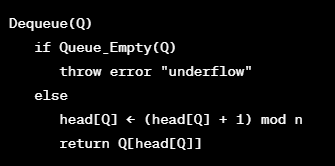 Dequeue(Q)
if Queue_Empty(Q)
throw error "underflow"
else
head[Q] ← (head[Q] + 1) mod n
return Q[head[Q]]